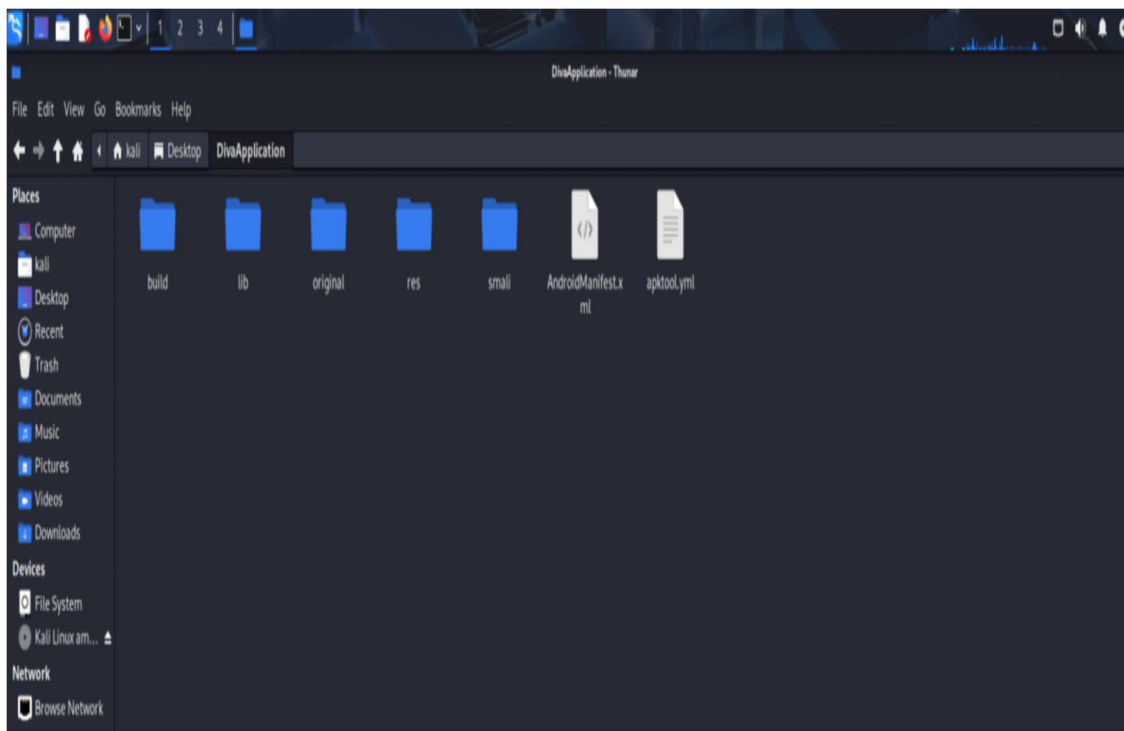 1 2 3 4
DivaApplication - Thunar
File Edit View Go Bookmarks Help
kali Desktop DivaApplication
Places
Computer
kali
Desktop
Recent
Trash
Documents
Music
Pictures
Videos
Downloads
Devices
File System
Kali Linux am...
Network
Browse Network
build
lib
original
res
smali
AndroidManifest.x
ml
apktool.yml